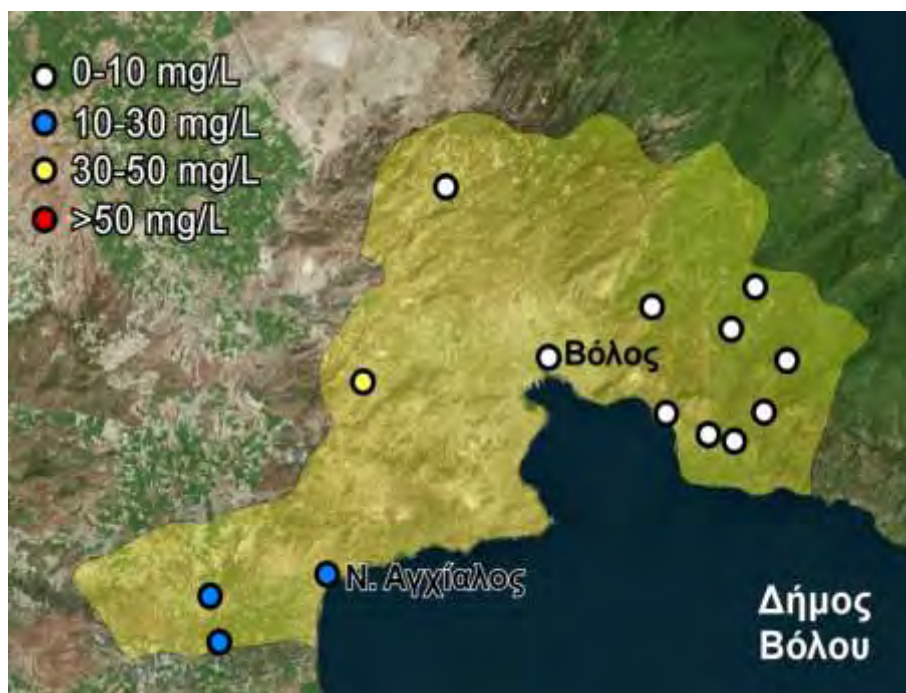 0-10 mg/L
10-30 mg/L
30-50 mg/L
>50 mg/L
Βόλος
Ν. Αγχίαλος
Δήμος
Βόλου